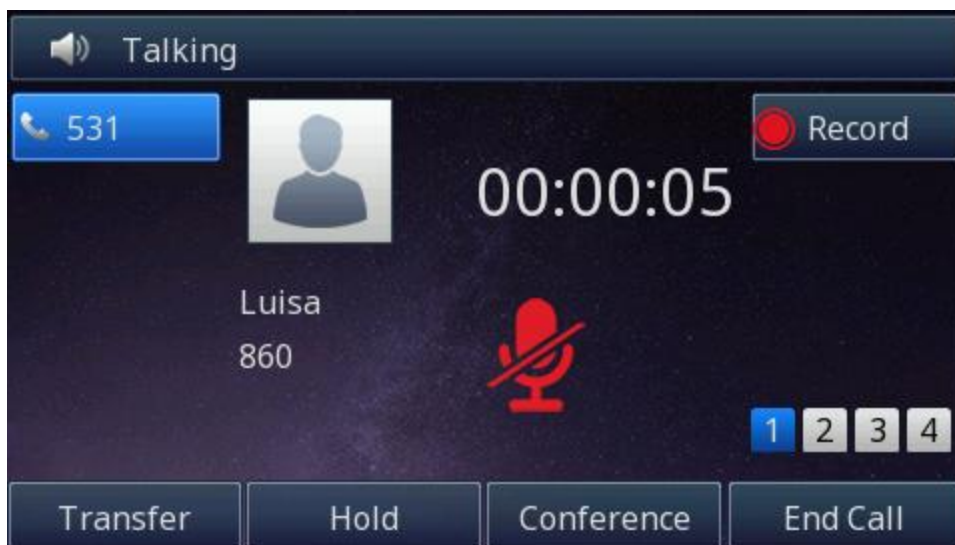 Talking
531
Record
00:00:05
Luisa
860
1 2 3 4
Transfer Hold Conference End Call